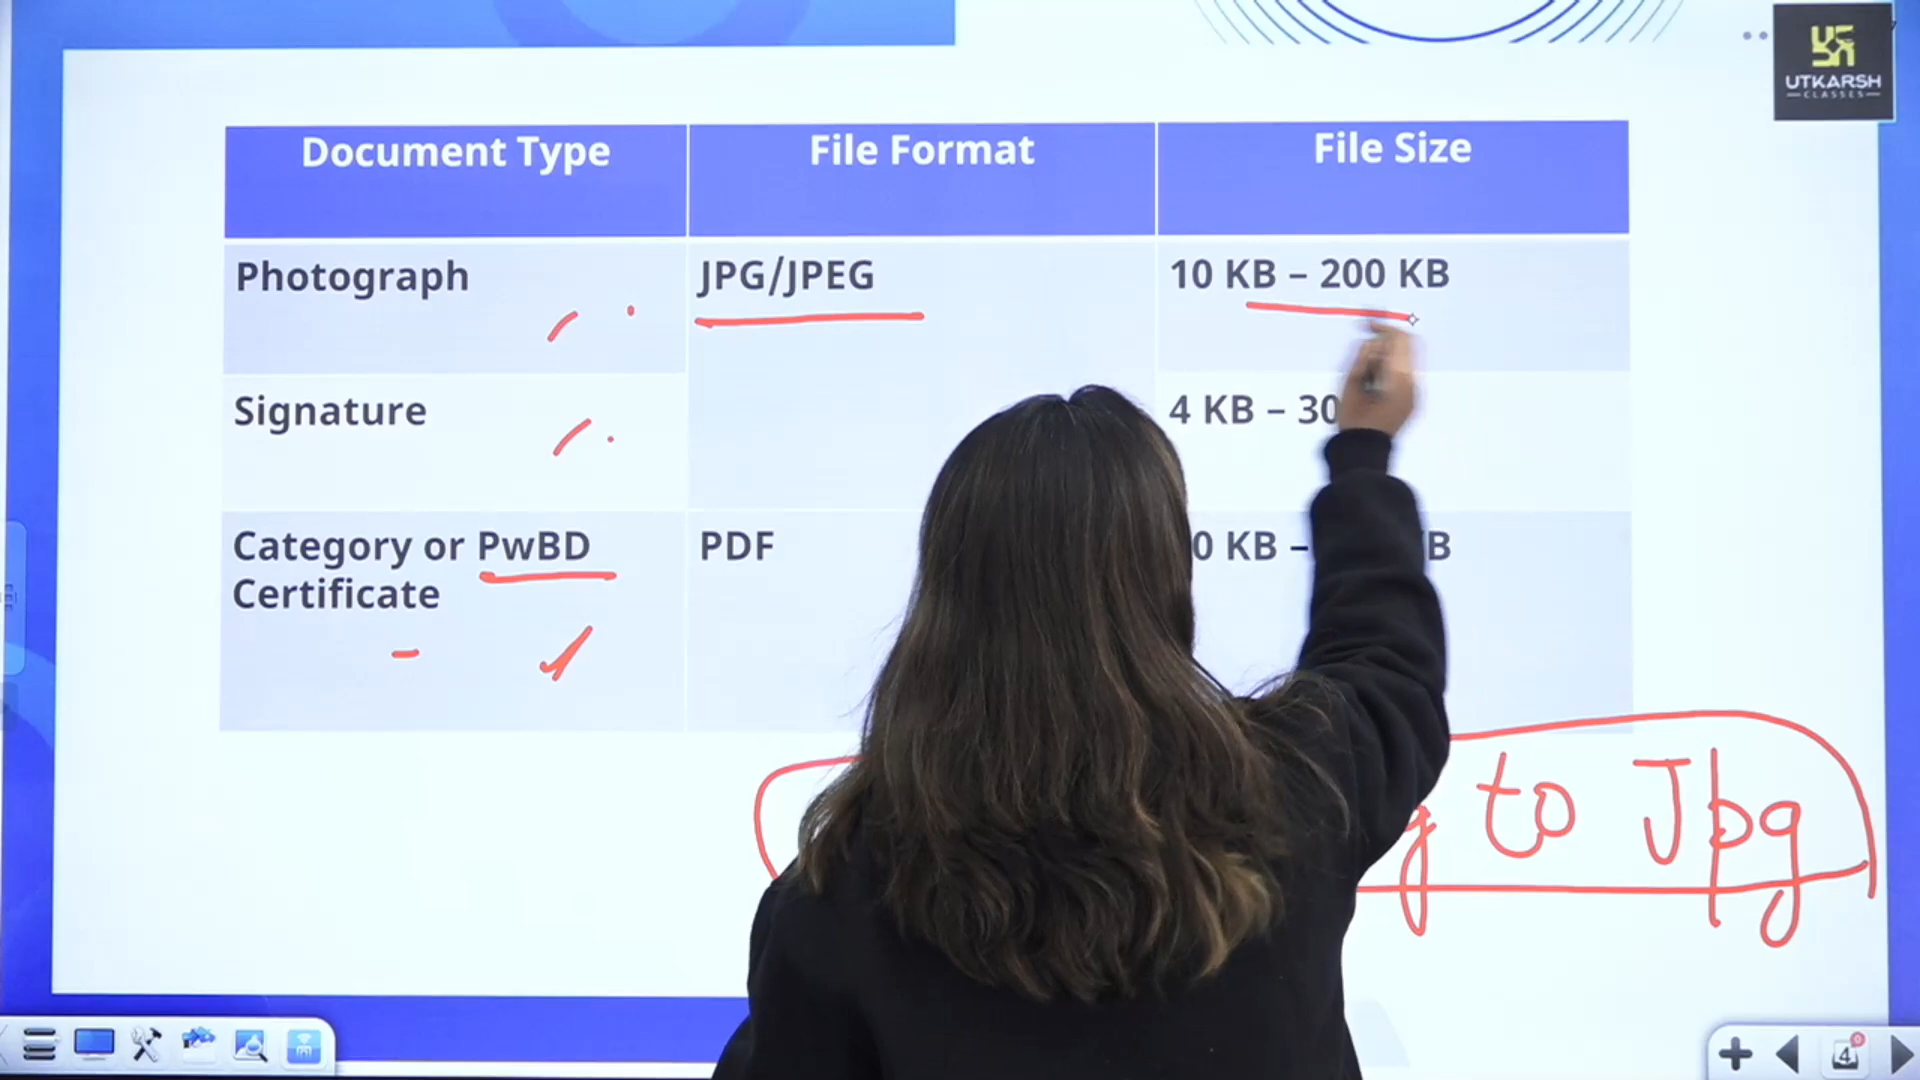 UTKARSH
CLASSES
Document Type File Format File Size
Photograph JPG/JPEG 10 KB – 200 KB
Signature 4 KB – 30
Category or PwBD PDF 0 KB – B
Certificate
to Jpg
4